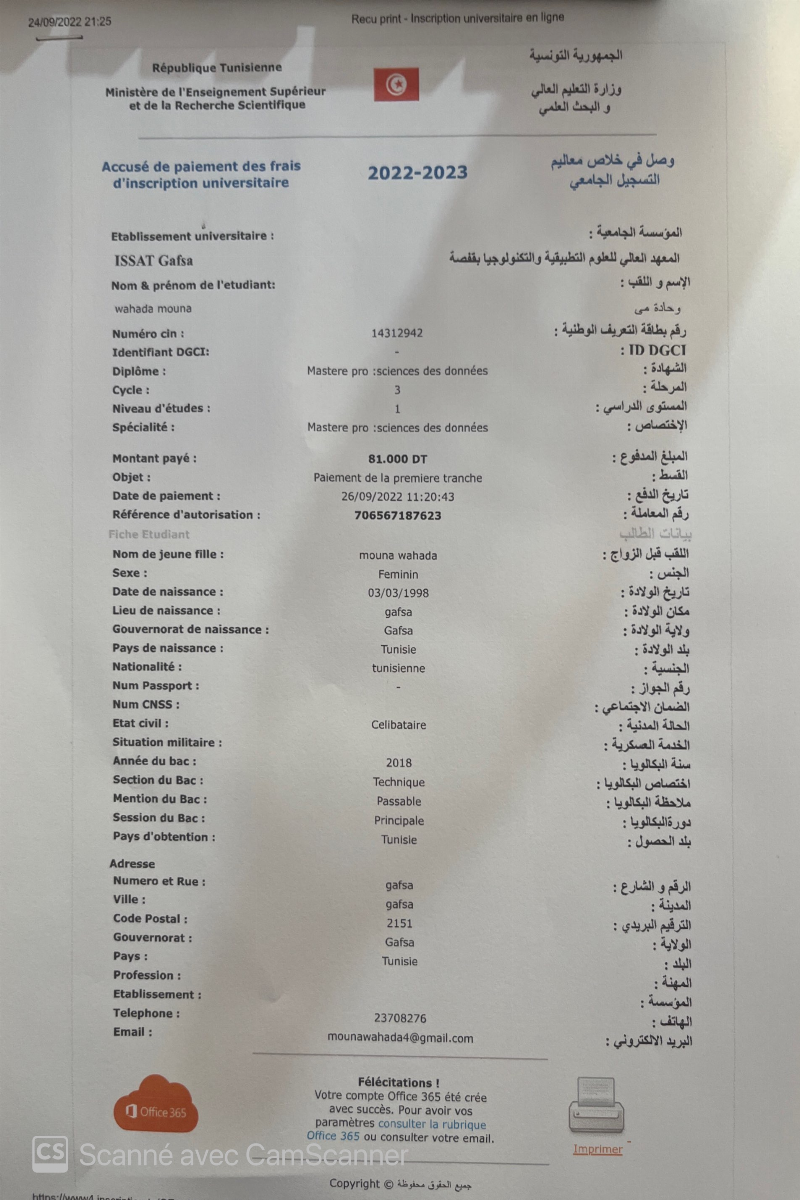 24/09/2022 21:25 Recu print - Inscription universitaire en ligne
République Tunisienne الجمهورية التونسية
Ministère de l'Enseignement Supérieur وزارة التعليم العالي
et de la Recherche Scientifique و البحث العلمي
Accusé de paiement des frais 2022-2023 وصل في خلاص معاليم
d'inscription universitaire التسجيل الجامعي
Etablissement universitaire : المؤسسة الجامعية :
ISSAT Gafsa المعهد العالي للعلوم التطبيقية والتكنولوجيا بقفصة
Nom & prénom de l'etudiant: الإسم و اللقب :
wahada mouna وحادة مى
Numéro cin : 14312942 رقم بطاقة التعريف الوطنية :
Identifiant DGCI: - ID DGCI :
Diplôme : Mastere pro :sciences des données الشهادة :
Cycle : 3 المرحلة :
Niveau d'études : 1 المستوى الدراسي :
Spécialité : Mastere pro :sciences des données الإختصاص :
Montant payé : 81.000 DT المبلغ المدفوع :
Objet : Paiement de la premiere tranche القسط :
Date de paiement : 26/09/2022 11:20:43 تاريخ الدفع :
Référence d'autorisation : 706567187623 رقم المعاملة :
Fiche Etudiant بيانات الطالب
Nom de jeune fille : mouna wahada اللقب قبل الزواج :
Sexe : Feminin الجنس :
Date de naissance : 03/03/1998 تاريخ الولادة :
Lieu de naissance : gafsa مكان الولادة :
Gouvernorat de naissance : Gafsa ولاية الولادة :
Pays de naissance : Tunisie بلد الولادة :
Nationalité : tunisienne الجنسية :
Num Passport : - رقم الجواز :
Num CNSS : الضمان الاجتماعي :
Etat civil : Celibataire الحالة المدنية :
Situation militaire : الخدمة العسكرية :
Année du bac : 2018 سنة البكالويا :
Section du Bac : Technique اختصاص البكالويا :
Mention du Bac : Passable ملاحظة البكالويا :
Session du Bac : Principale دورةالبكالويا :
Pays d'obtention : Tunisie بلد الحصول :
Adresse
Numero et Rue : gafsa الرقم و الشارع :
Ville : gafsa المدينة :
Code Postal : 2151 الترقيم البريدي :
Gouvernorat : Gafsa الولاية :
Pays : Tunisie البلد :
Profession : المهنة :
Etablissement : المؤسسة :
Telephone : 23708276 الهاتف :
Email : mounawahada4@gmail.com البريد الالكتروني :
Félécitations !
Votre compte Office 365 été crée
avec succès. Pour avoir vos
paramètres consulter la rubrique
Office 365 ou consulter votre email.
Office 365
Imprimer
CS Scanné avec CamScanner
Copyright © جميع الحقوق محفوظة